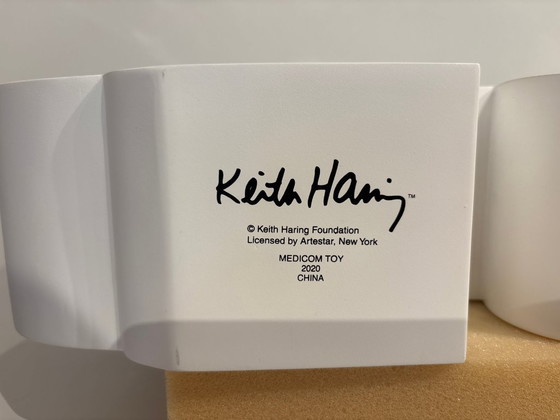 Keith Haring™
© Keith Haring Foundation
Licensed by Artestar, New York
MEDICOM TOY
2020
CHINA